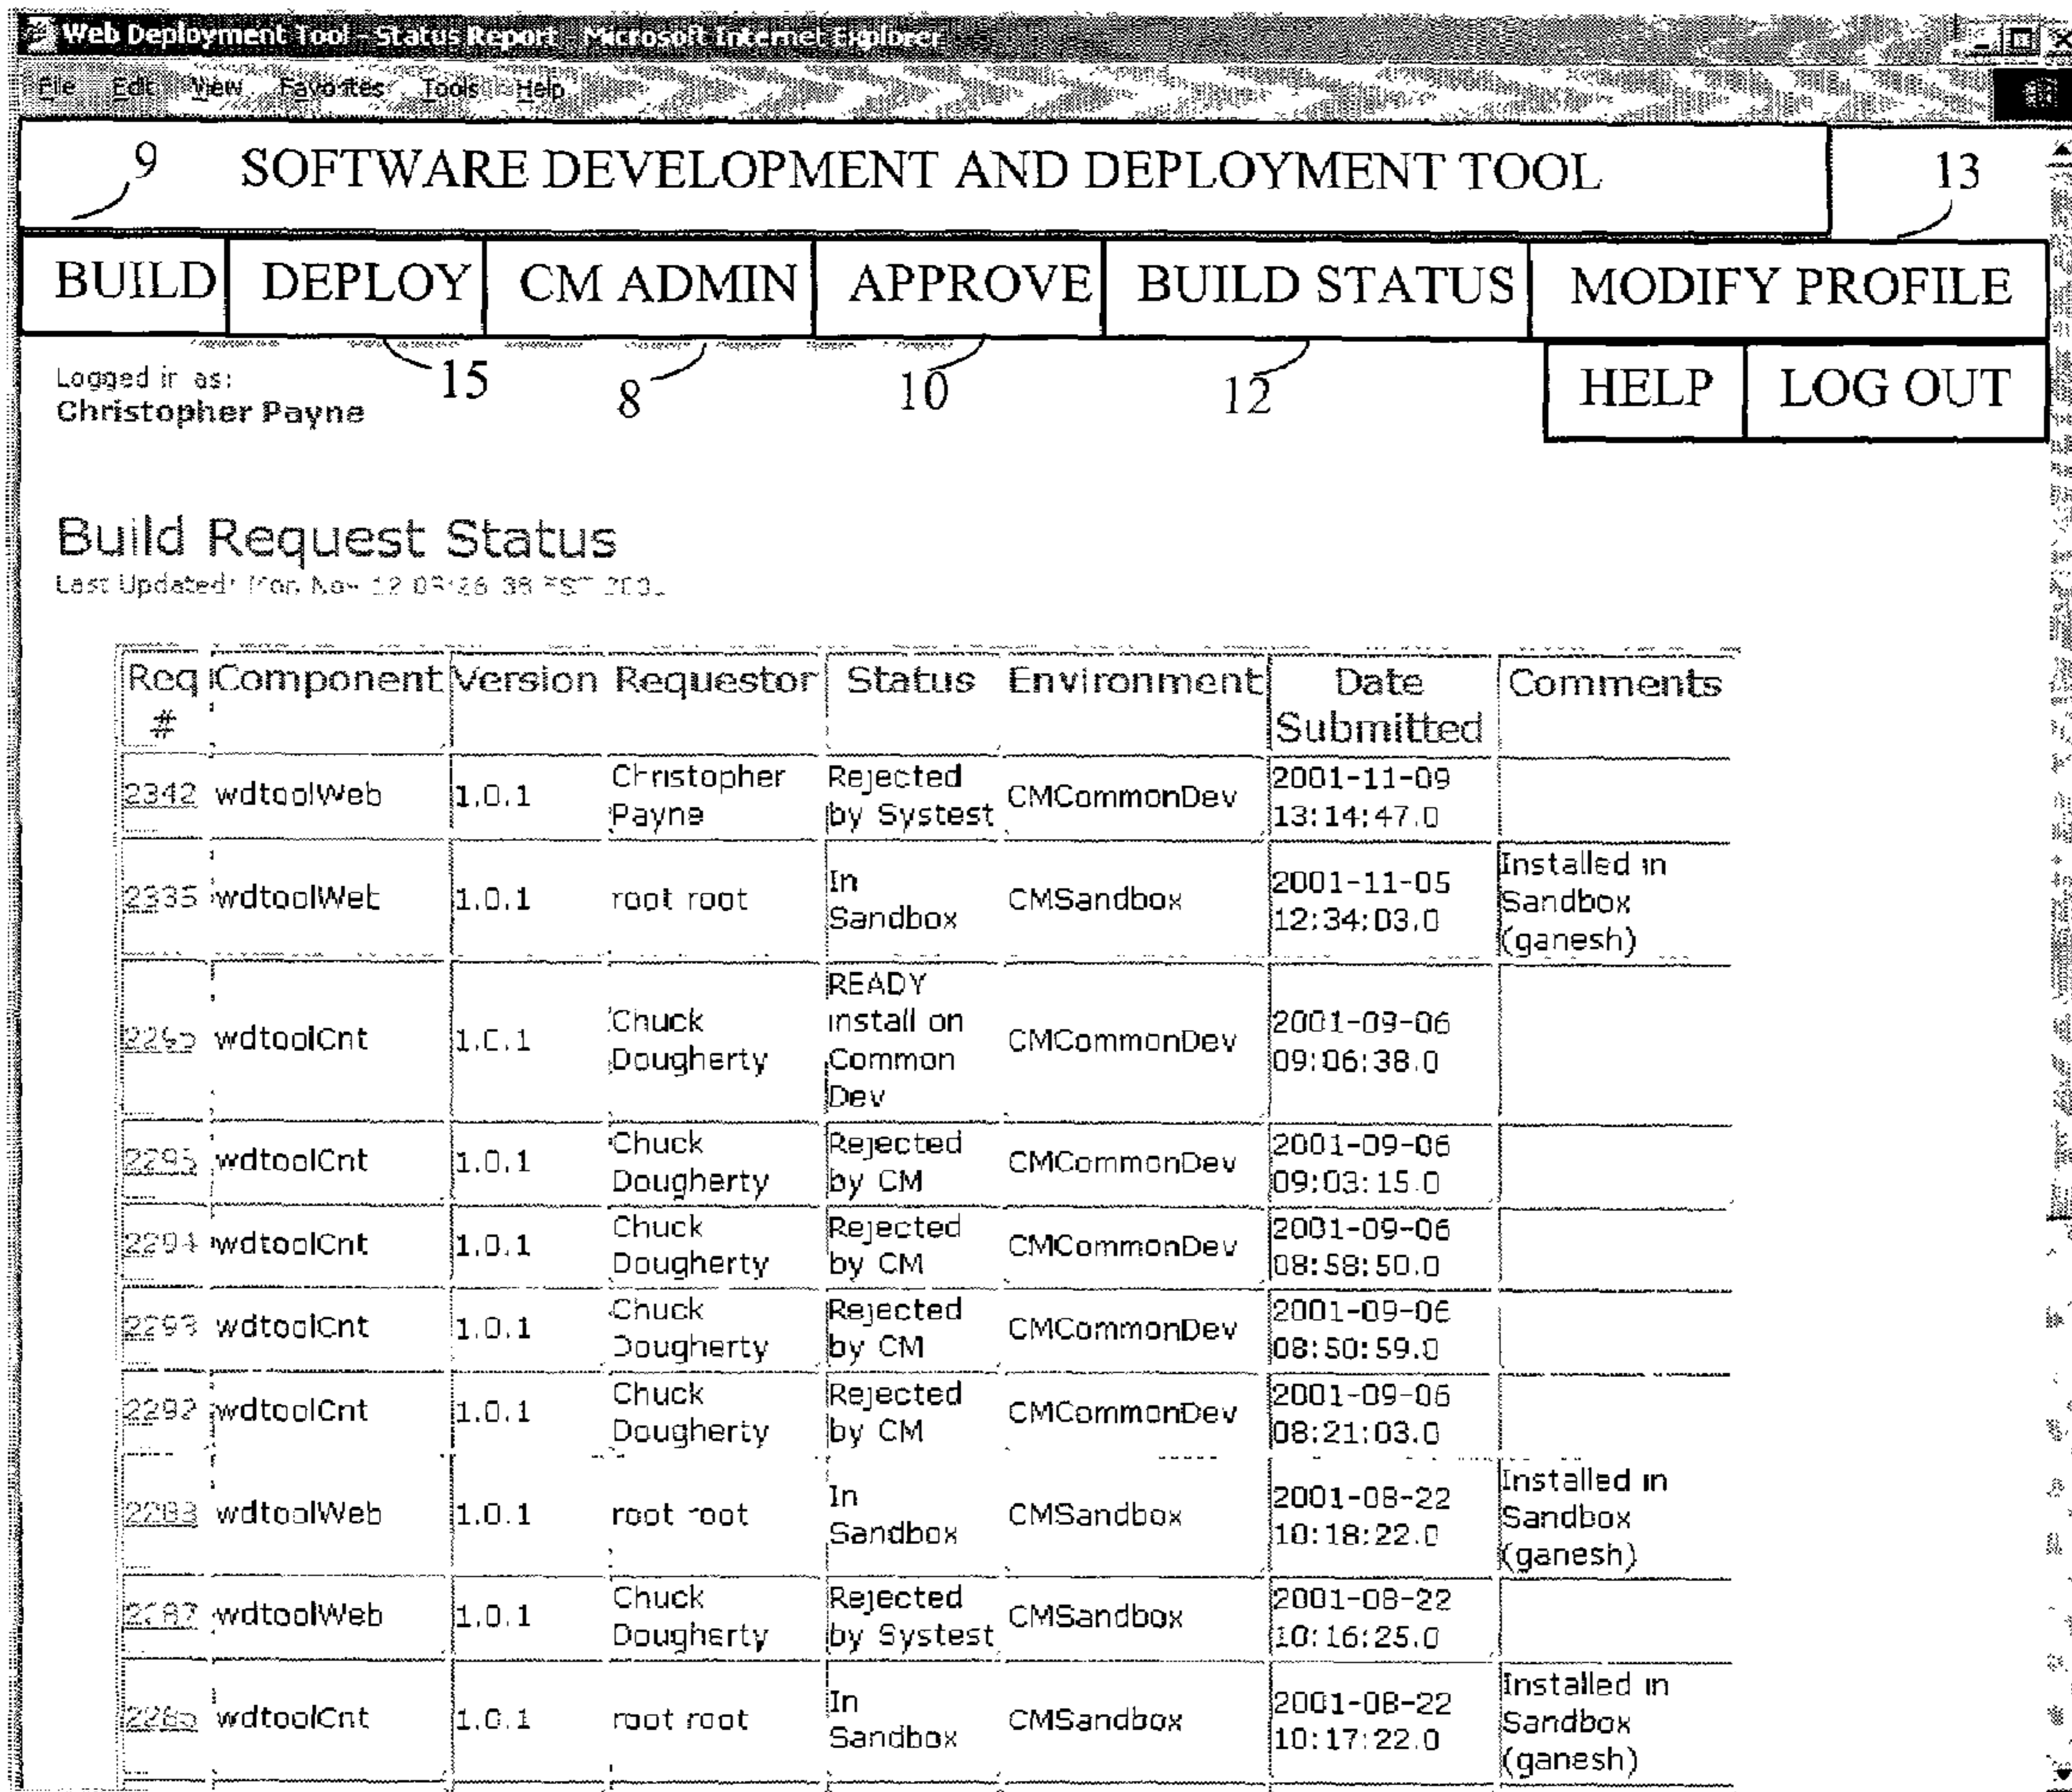 Web Deployment Tool - Status Report - Microsoft Internet Explorer
File Edit View Favorites Tools Help
9 SOFTWARE DEVELOPMENT AND DEPLOYMENT TOOL 13
BUILD DEPLOY CM ADMIN APPROVE BUILD STATUS MODIFY PROFILE
15 8 10 12 HELP LOG OUT
Logged in as:
Christopher Payne
Build Request Status
Last Updated: Mon Nov 12
Req # Component Version Requestor Status Environment Date Submitted Comments
2342 wdtoolWeb 1.0.1 Christopher Payne Rejected by Systest CMCommonDev 2001-11-09 13:14:47.0
2335 wdtoolWeb 1.0.1 root root In Sandbox CMSandbox 2001-11-05 12:34:03.0 Installed in Sandbox (ganesh)
wdtoolCnt 1.0.1 Chuck Dougherty READY install on Common Dev CMCommonDev 2001-09-06 09:06:38.0
2295 wdtoolCnt 1.0.1 Chuck Dougherty Rejected by CM CMCommonDev 2001-09-06 09:03:15.0
2294 wdtoolCnt 1.0.1 Chuck Dougherty Rejected by CM CMCommonDev 2001-09-06 08:58:50.0
2293 wdtoolCnt 1.0.1 Chuck Dougherty Rejected by CM CMCommonDev 2001-09-06 08:50:59.0
2292 wdtoolCnt 1.0.1 Chuck Dougherty Rejected by CM CMCommonDev 2001-09-06 08:21:03.0
wdtoolWeb 1.0.1 root root In Sandbox CMSandbox 2001-08-22 10:18:22.0 Installed in Sandbox (ganesh)
wdtoolWeb 1.0.1 Chuck Dougherty Rejected by Systest CMSandbox 2001-08-22 10:16:25.0
wdtoolCnt 1.0.1 root root In Sandbox CMSandbox 2001-08-22 10:17:22.0 Installed in Sandbox (ganesh)